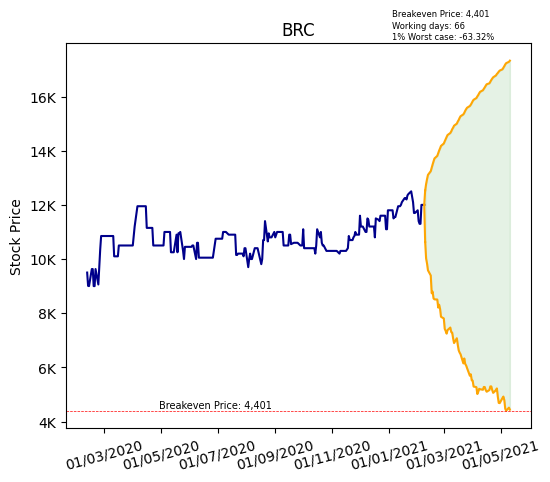 Breakeven Price: 4,401
Working days: 66
1% Worst case: -63.32%
BRC
Stock Price
16K
14K
12K
10K
8K
6K
4K
Breakeven Price: 4,401
01/03/2020
01/05/2020
01/07/2020
01/09/2020
01/11/2020
01/01/2021
01/03/2021
01/05/2021